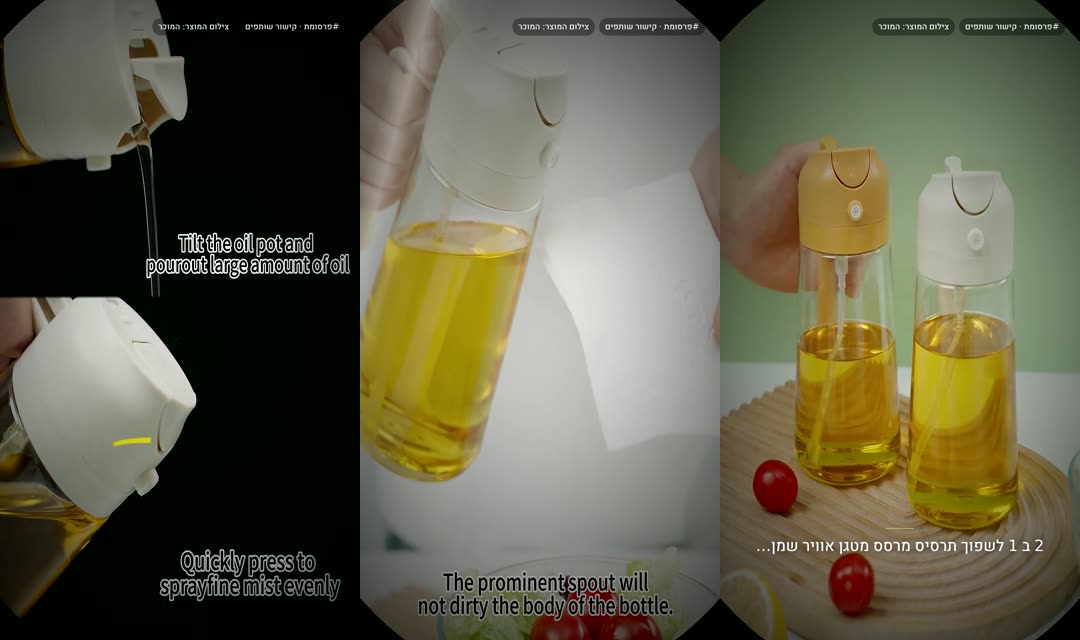 #פרסומת · קישור שותפים
צילום המוצר: המוכר
Tilt the oil pot and
pourout large amount of oil
Quickly press to
sprayfine mist evenly
#פרסומת · קישור שותפים
צילום המוצר: המוכר
The prominent spout will
not dirty the body of the bottle.
#פרסומת · קישור שותפים
צילום המוצר: המוכר
2 ב 1 לשפוך תרסיס מרסס מטגן אוויר שמן...